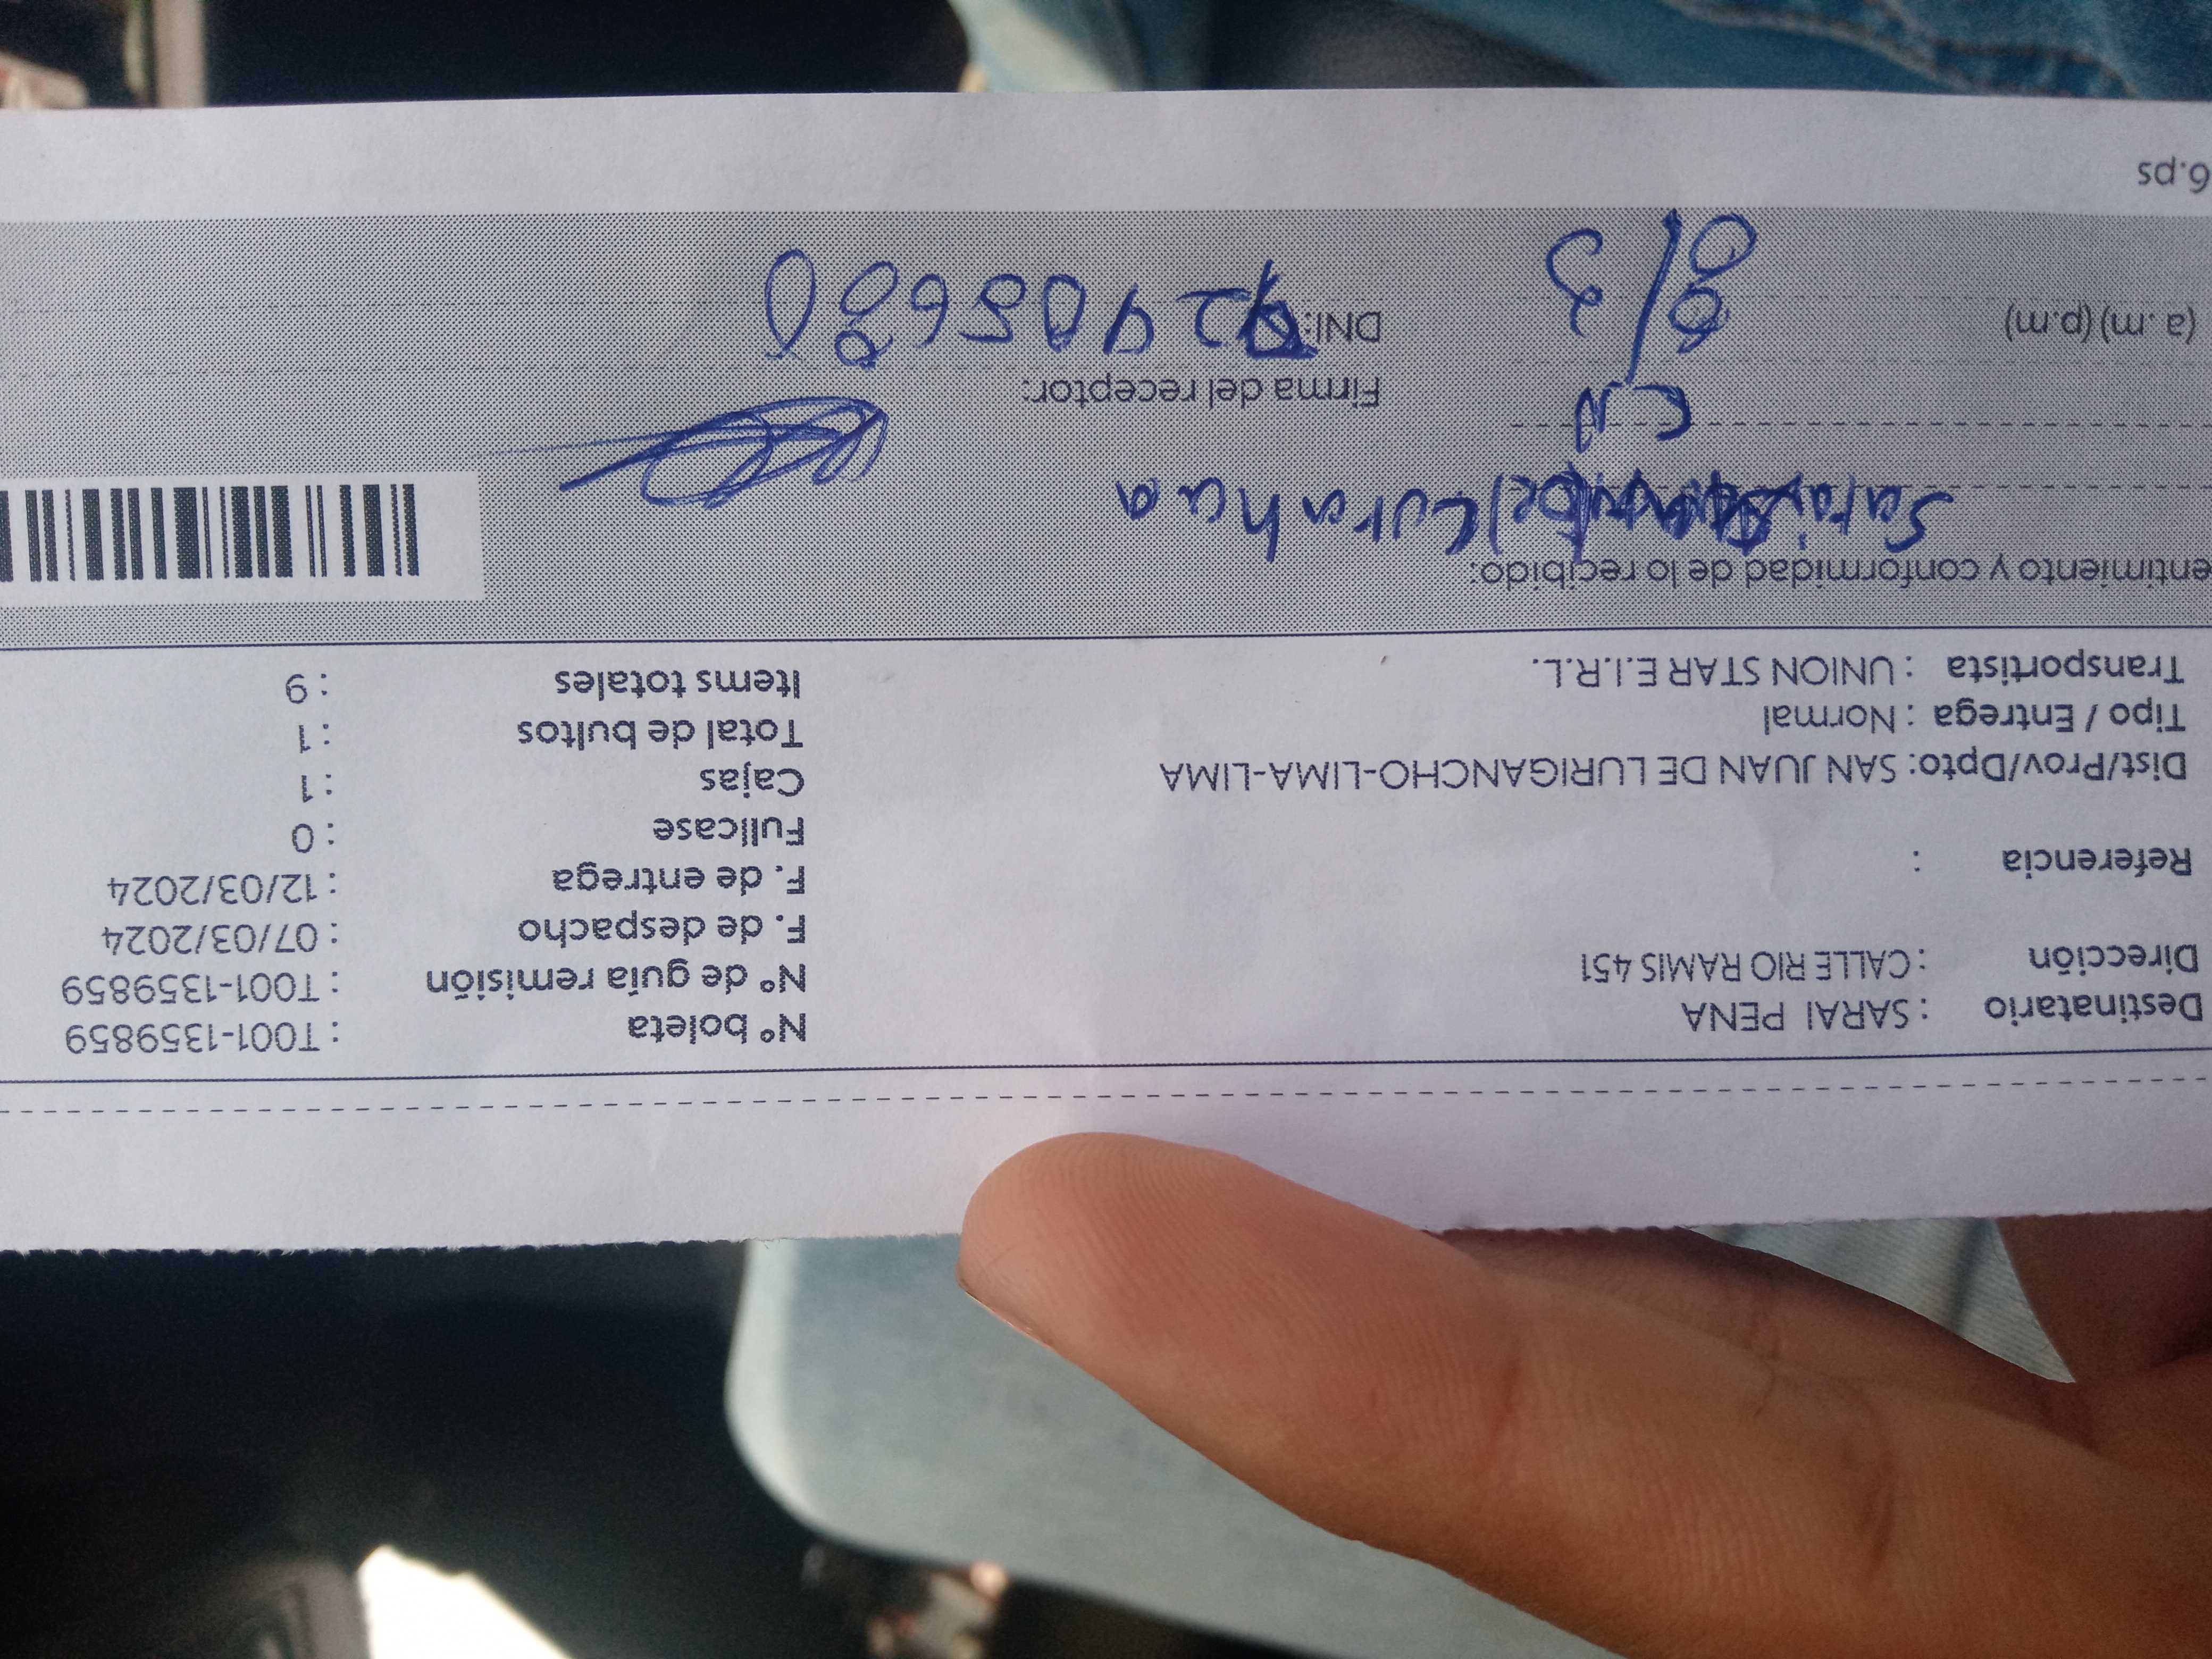 Destinatario : SARAI PENA
Dirección : CALLE RIO RAMIS 451
Referencia :
Dist/Prov/Dpto: SAN JUAN DE LURIGANCHO-LIMA-LIMA
Tipo / Entrega : Normal
Transportista : UNION STAR E.I.R.L.
N° boleta : T001-1359859
N° de guía remisión : T001-1359859
F. de despacho : 07/03/2024
F. de entrega : 12/03/2024
Fullcase : 0
Cajas : 1
Total de bultos : 1
Items totales : 9
entimiento y conformidad de lo recibido:
Carahua
CN
Firma del receptor:
(a .m) (p.m)
8/3
DNI: 72405680
6.ps